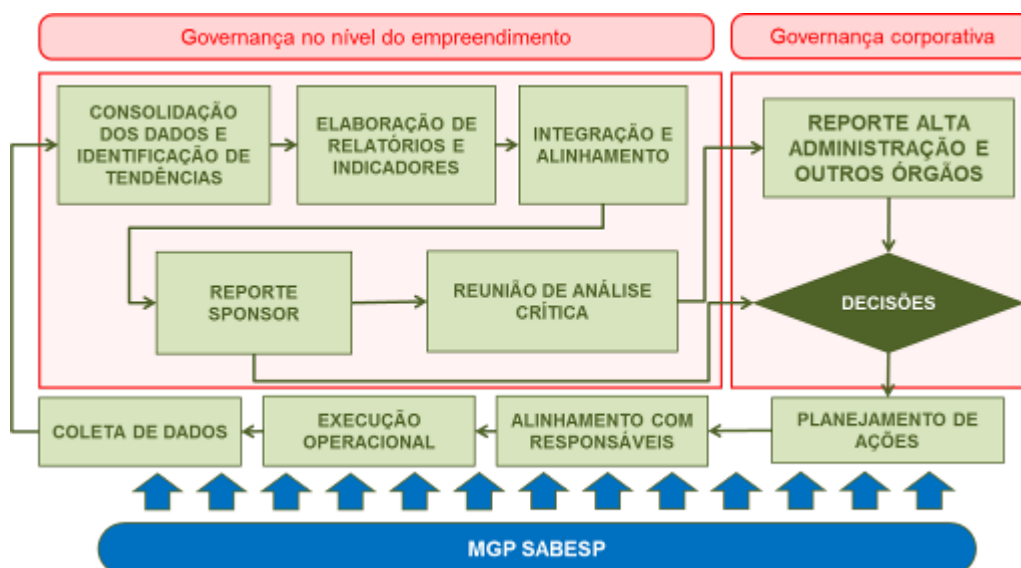 Governança no nível do empreendimento
Governança corporativa
CONSOLIDAÇÃO
DOS DADOS E
IDENTIFICAÇÃO DE
TENDÊNCIAS
ELABORAÇÃO DE
RELATÓRIOS E
INDICADORES
INTEGRAÇÃO E
ALINHAMENTO
REPORTE ALTA
ADMINISTRAÇÃO E
OUTROS ÓRGÃOS
REPORTE
SPONSOR
REUNIÃO DE ANÁLISE
CRÍTICA
DECISÕES
COLETA DE DADOS
EXECUÇÃO
OPERACIONAL
ALINHAMENTO COM
RESPONSÁVEIS
PLANEJAMENTO DE
AÇÕES
MGP SABESP